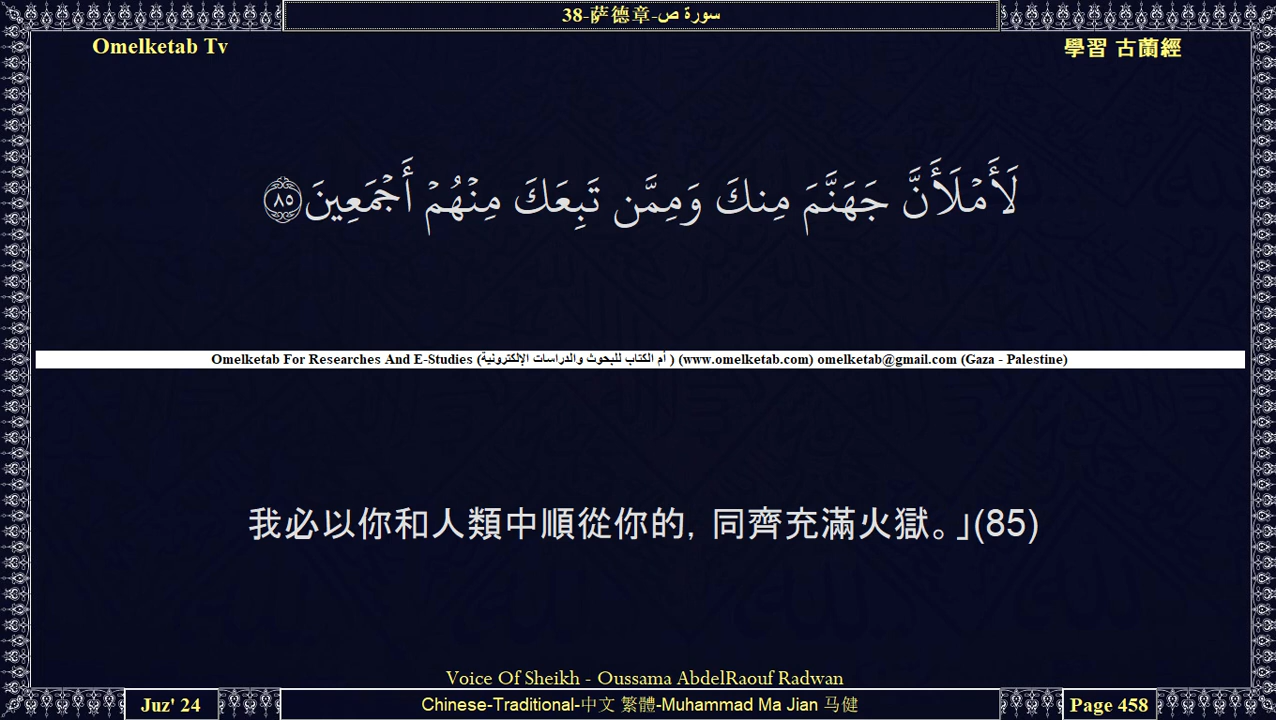 38-萨德章-سورة ص
Omelketab Tv
學習 古蘭經
لَأَمۡلَأَنَّ جَهَنَّمَ مِنكَ وَمِمَّن تَبِعَكَ مِنۡهُمۡ أَجۡمَعِينَ ٨٥
Omelketab For Researches And E-Studies (أم الكتاب للبحوث والدراسات الإلكترونية ) (www.omelketab.com) omelketab@gmail.com (Gaza - Palestine)
我必以你和人類中順從你的，同齊充滿火獄。」(85)
Voice Of Sheikh - Oussama AbdelRaouf Radwan
Juz' 24
Chinese-Traditional-中文 繁體-Muhammad Ma Jian 马健
Page 458